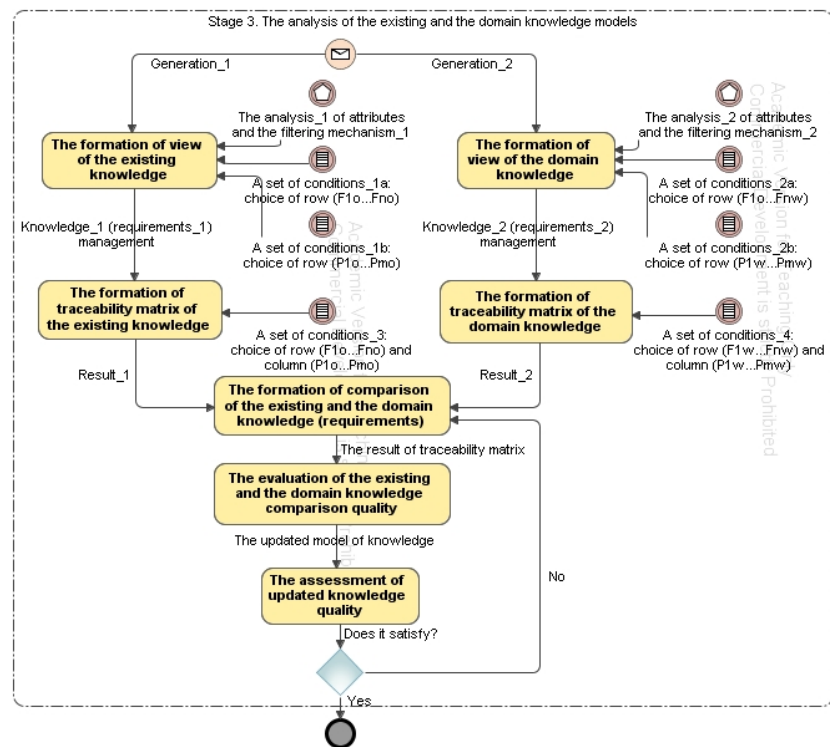 Stage 3. The analysis of the existing and the domain knowledge models
Generation_1
Generation_2
The analysis_1 of attributes
and the filtering mechanism_1
The analysis_2 of attributes
and the filtering mechanism_2
The formation of view
of the existing
knowledge
The formation of
view of the domain
knowledge
A set of conditions_1a:
choice of row (F1o...Fno)
A set of conditions_2a:
choice of row (F1o...Fnw)
Knowledge_1 (requirements_1)
management
Knowledge_2 (requirements_2)
management
A set of conditions_1b:
choice of row (P1o...Pmo)
A set of conditions_2b:
choice of row (P1w...Pmw)
The formation of
traceability matrix of
the existing knowledge
The formation of
traceability matrix of the
domain knowledge
A set of conditions_3:
choice of row (F1o...Fno) and
column (P1o...Pmo)
A set of conditions_4:
choice of row (F1w...Fnw) and
column (P1w...Pmw)
Result_1
Result_2
The formation of comparison
of the existing and the domain
knowledge (requirements)
The result of traceability matrix
The evaluation of the existing
and the domain knowledge
comparison quality
The updated model of knowledge
The assessment of
updated knowledge
quality
No
Does it satisfy?
Yes
Academic Version for Teaching
Commercial Development is Prohibited